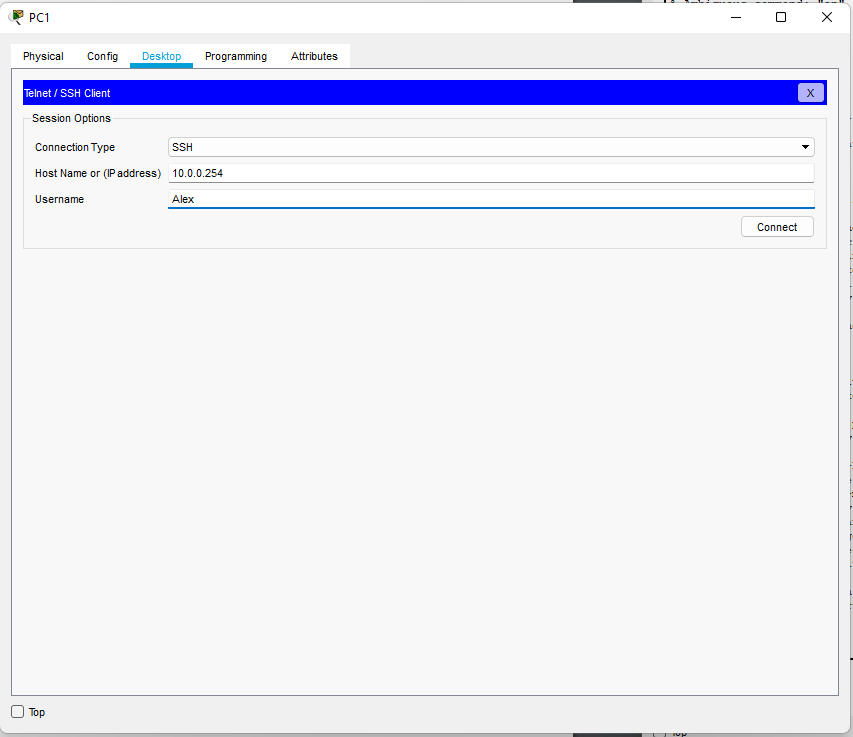 PC1
Physical Config Desktop Programming Attributes
Telnet / SSH Client X
Session Options
Connection Type SSH
Host Name or (IP address) 10.0.0.254
Username Alex
Connect
Top